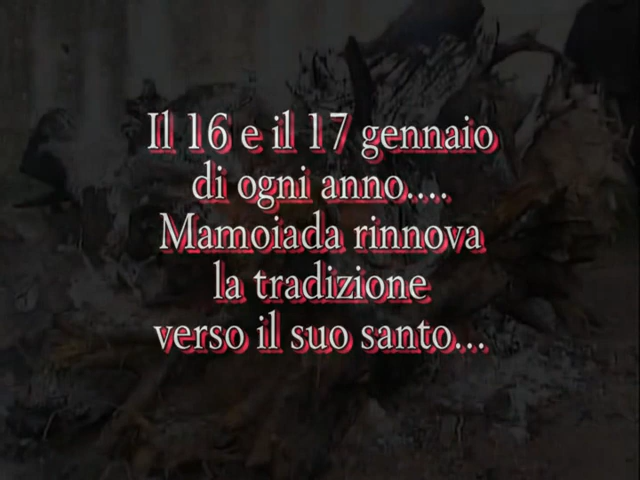 Il 16 e il 17 gennaio
di ogni anno....
Mamoiada rinnova
la tradizione
verso il suo santo...